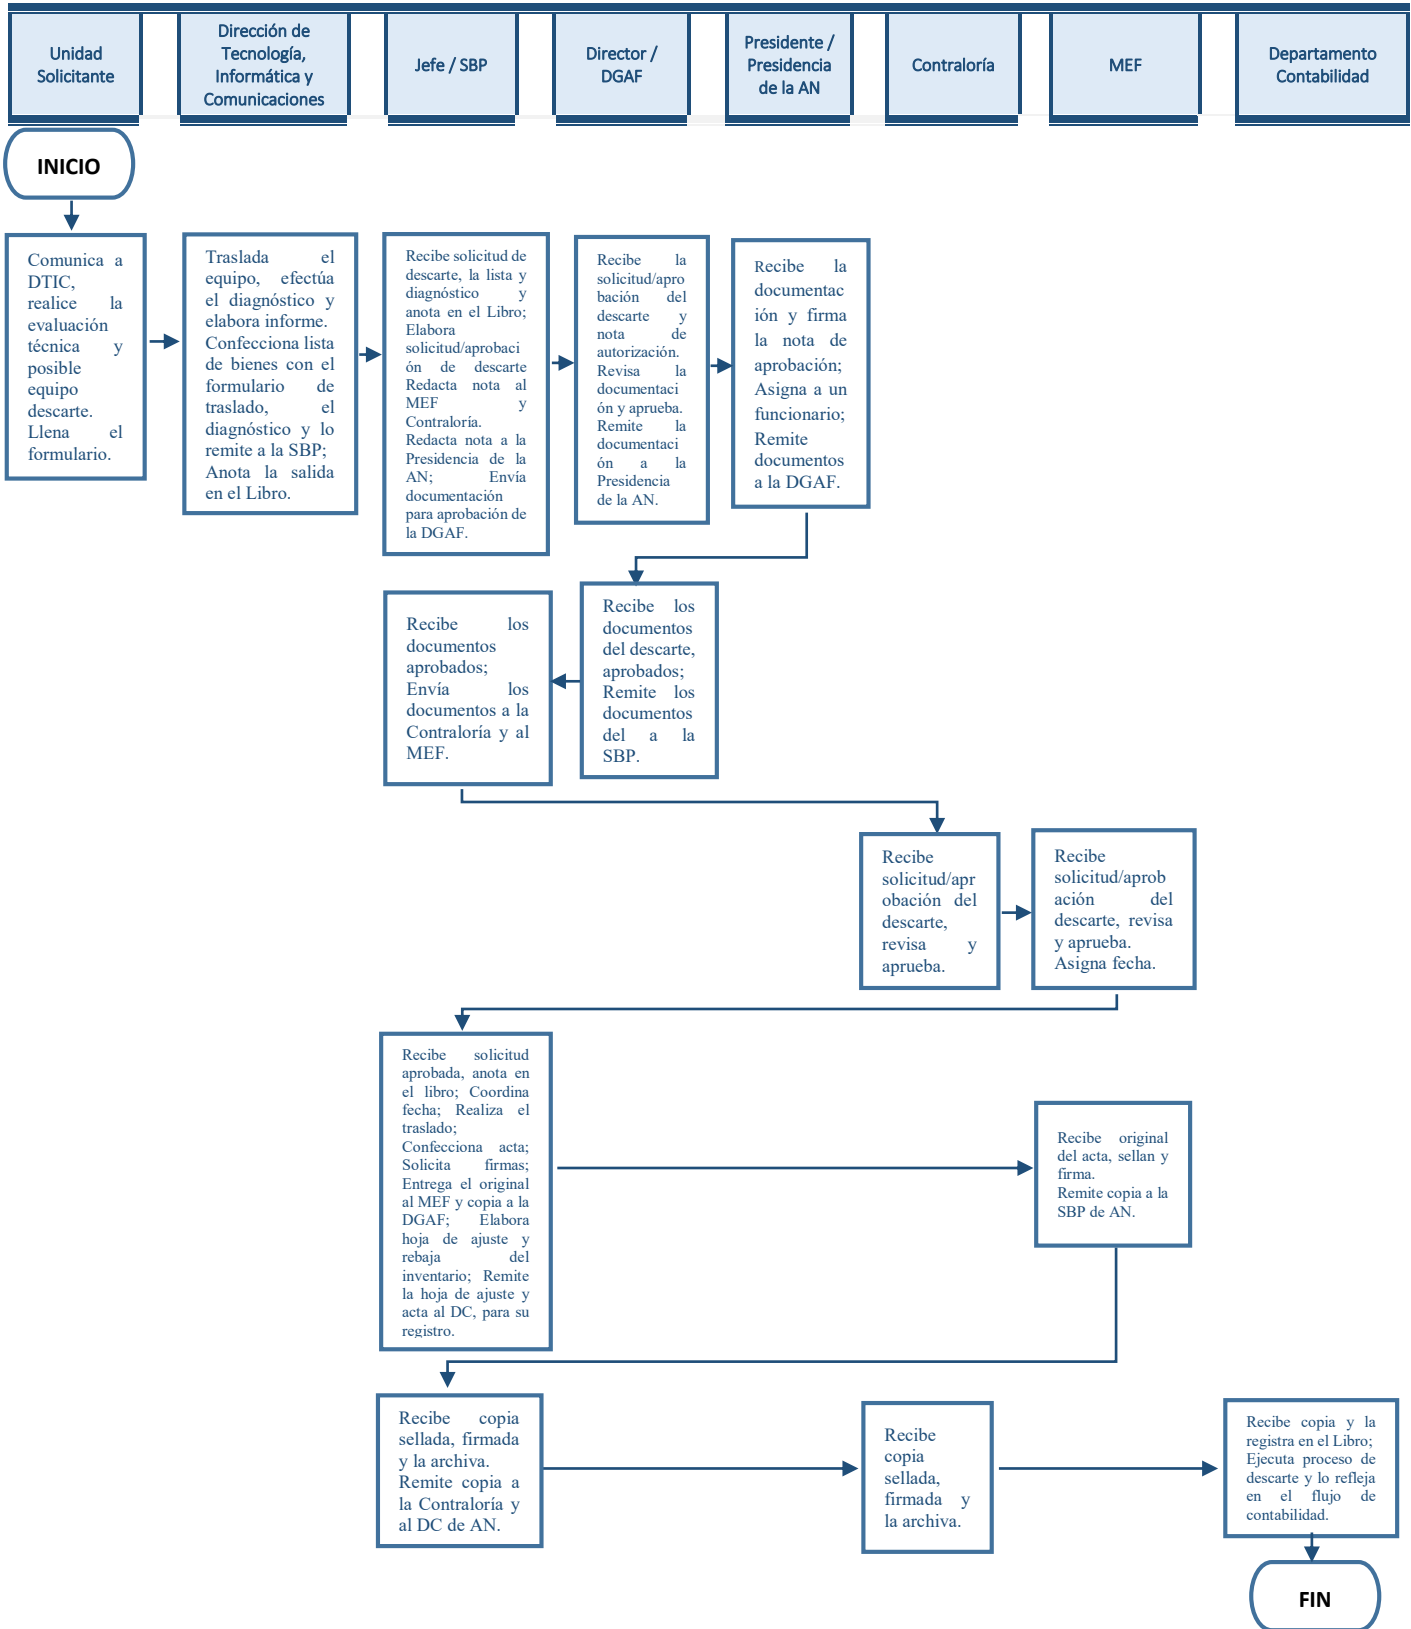 Unidad
Solicitante
Dirección de
Tecnología,
Informática y
Comunicaciones
Jefe / SBP
Director /
DGAF
Presidente /
Presidencia
de la AN
Contraloría
MEF
Departamento
Contabilidad
INICIO
Comunica a
DTIC,
realice la
evaluación
técnica y
posible
equipo
descarte.
Llena el
formulario.
Traslada el
equipo, efectúa
el diagnóstico y
elabora informe.
Confecciona lista
de bienes con el
formulario de
traslado, el
diagnóstico y lo
remite a la SBP;
Anota la salida
en el Libro.
Recibe solicitud de
descarte, la lista y
diagnóstico y
anota en el Libro;
Elabora
solicitud/aprobaci
ón de descarte
Redacta nota al
MEF y
Contraloría.
Redacta nota a la
Presidencia de la
AN; Envía
documentación
para aprobación de
la DGAF.
Recibe la
solicitud/apro
bación del
descarte y
nota de
autorización.
Revisa la
documentaci
ón y aprueba.
Remite la
documentaci
ón a la
Presidencia
de la AN.
Recibe la
documentac
ión y firma
la nota de
aprobación;
Asigna a un
funcionario;
Remite
documentos
a la DGAF.
Recibe los
documentos
aprobados;
Envía los
documentos a la
Contraloría y al
MEF.
Recibe los
documentos
del descarte,
aprobados;
Remite los
documentos
del a la
SBP.
Recibe
solicitud/apr
obación del
descarte,
revisa y
aprueba.
Recibe
solicitud/aprob
ación del
descarte, revisa
y aprueba.
Asigna fecha.
Recibe solicitud
aprobada, anota en
el libro; Coordina
fecha; Realiza el
traslado;
Confecciona acta;
Solicita firmas;
Entrega el original
al MEF y copia a la
DGAF; Elabora
hoja de ajuste y
rebaja del
inventario; Remite
la hoja de ajuste y
acta al DC, para su
registro.
Recibe original
del acta, sellan y
firma.
Remite copia a la
SBP de AN.
Recibe copia
sellada, firmada
y la archiva.
Remite copia a
la Contraloría y
al DC de AN.
Recibe
copia
sellada,
firmada y
la archiva.
Recibe copia y la
registra en el Libro;
Ejecuta proceso de
descarte y lo refleja
en el flujo de
contabilidad.
FIN